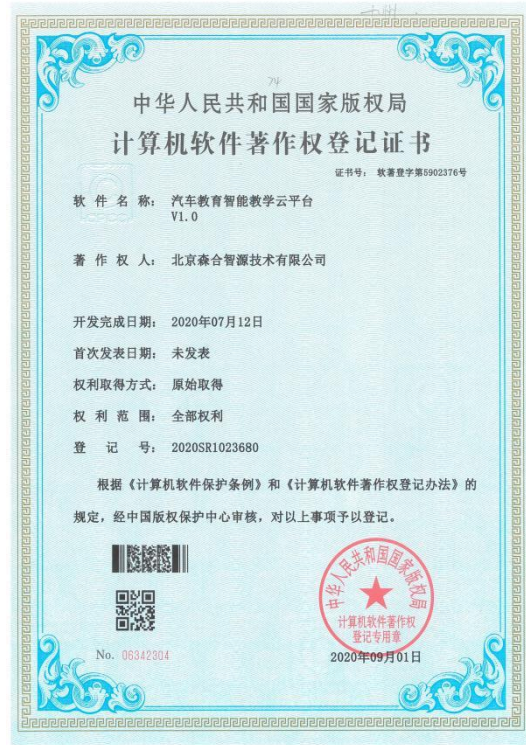 74
中华人民共和国国家版权局
计算机软件著作权登记证书
证书号： 软著登字第5902376号
软件名称： 汽车教育智能教学云平台
V1.0
著作权人： 北京森合智源技术有限公司
开发完成日期： 2020年07月12日
首次发表日期： 未发表
权利取得方式： 原始取得
权利范围： 全部权利
登记号： 2020SR1023680
根据《计算机软件保护条例》和《计算机软件著作权登记办法》的
规定，经中国版权保护中心审核，对以上事项予以登记。
中华人民共和国国家版权局
计算机软件著作权
登记专用章
No. 06342304
2020年09月01日